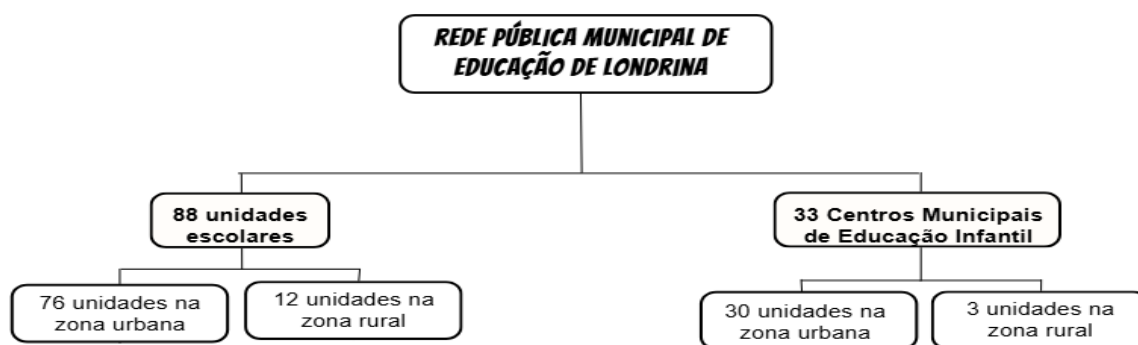 REDE PÚBLICA MUNICIPAL DE
EDUCAÇÃO DE LONDRINA
88 unidades
escolares
33 Centros Municipais
de Educação Infantil
76 unidades na
zona urbana
12 unidades na
zona rural
30 unidades na
zona urbana
3 unidades na
zona rural